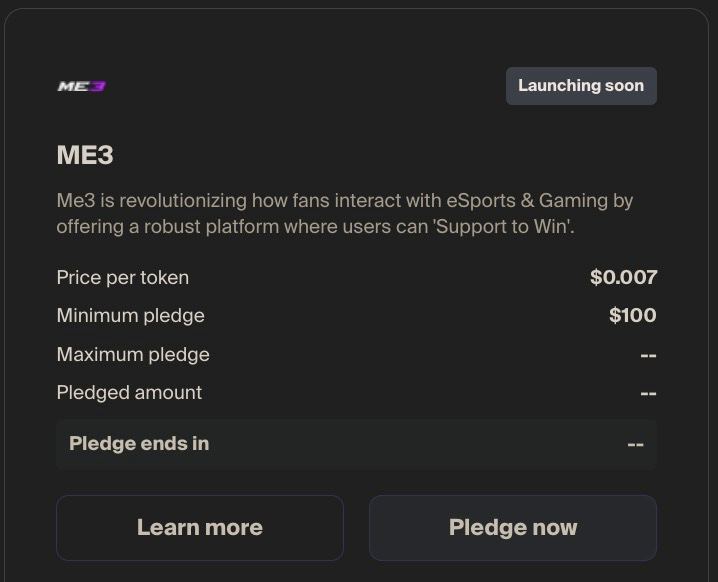 ME3
Launching soon
ME3
Me3 is revolutionizing how fans interact with eSports & Gaming by
offering a robust platform where users can 'Support to Win'.
Price per token $0.007
Minimum pledge $100
Maximum pledge --
Pledged amount --
Pledge ends in --
Learn more
Pledge now